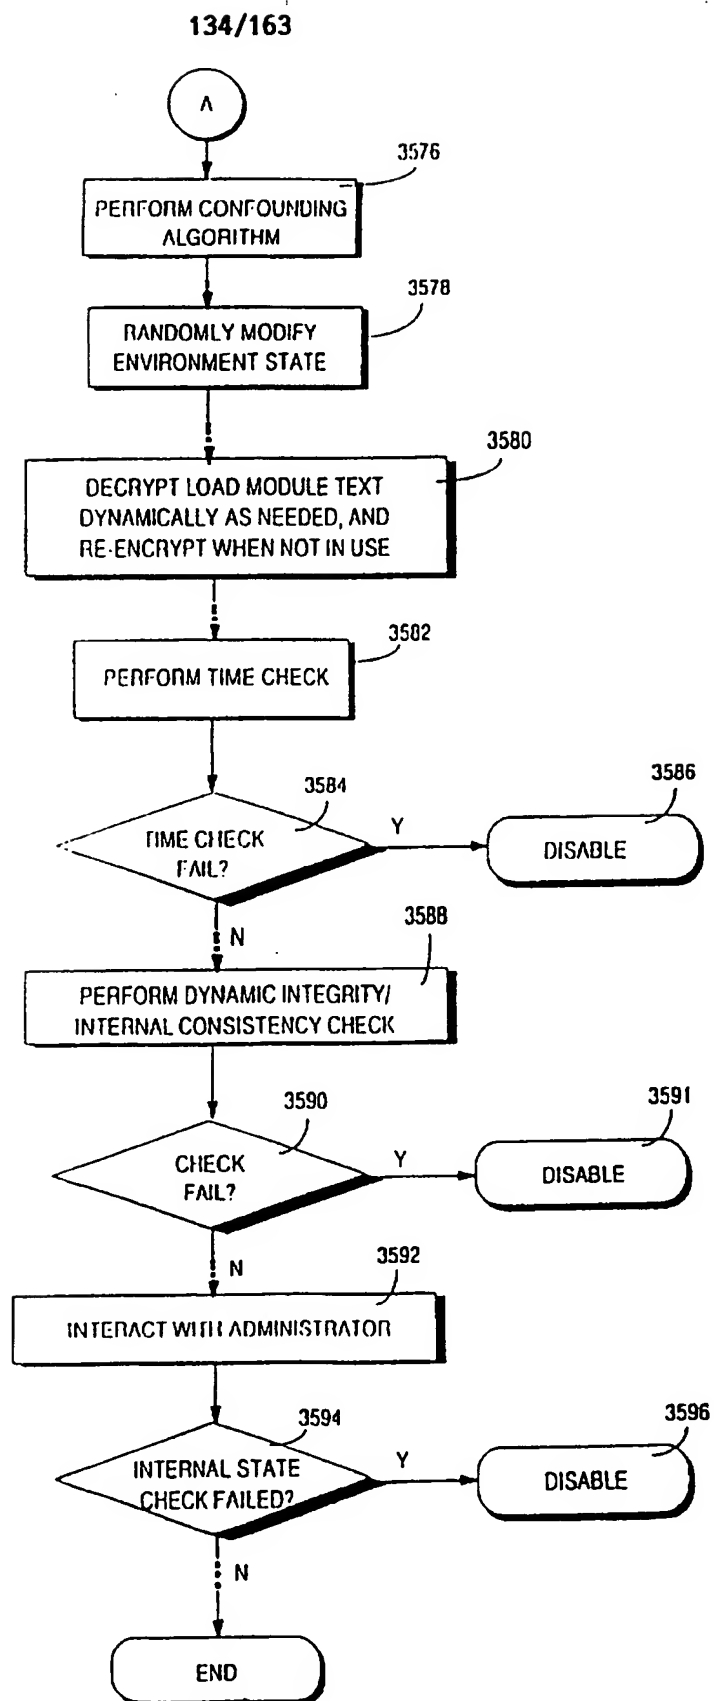 134/163
A
3576
PERFORM CONFOUNDING
ALGORITHM
3578
RANDOMLY MODIFY
ENVIRONMENT STATE
3580
DECRYPT LOAD MODULE TEXT
DYNAMICALLY AS NEEDED, AND
RE-ENCRYPT WHEN NOT IN USE
3582
PERFORM TIME CHECK
3584
TIME CHECK
FAIL?
Y
3586
DISABLE
N
3588
PERFORM DYNAMIC INTEGRITY/
INTERNAL CONSISTENCY CHECK
3590
CHECK
FAIL?
Y
3591
DISABLE
N
3592
INTERACT WITH ADMINISTRATOR
3594
INTERNAL STATE
CHECK FAILED?
Y
3596
DISABLE
N
END